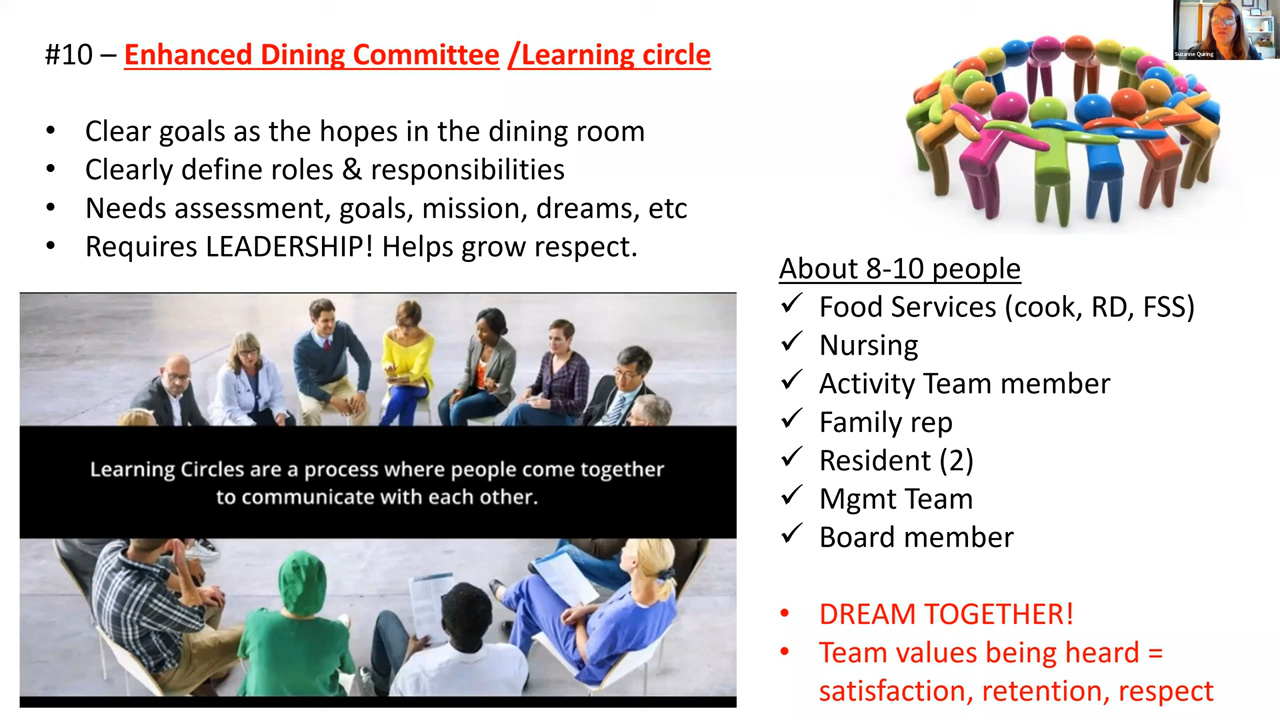 #10 – Enhanced Dining Committee /Learning circle
• Clear goals as the hopes in the dining room
• Clearly define roles & responsibilities
• Needs assessment, goals, mission, dreams, etc
• Requires LEADERSHIP! Helps grow respect.
Learning Circles are a process where people come together
to communicate with each other.
Suzanne Quiring
About 8-10 people
✓ Food Services (cook, RD, FSS)
✓ Nursing
✓ Activity Team member
✓ Family rep
✓ Resident (2)
✓ Mgmt Team
✓ Board member
• DREAM TOGETHER!
• Team values being heard =
satisfaction, retention, respect